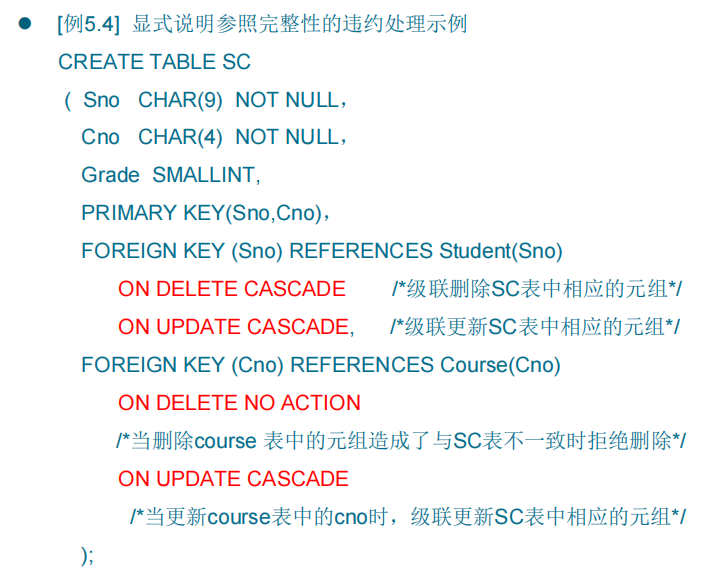 ● [例5.4] 显式说明参照完整性的违约处理示例
CREATE TABLE SC
( Sno CHAR(9) NOT NULL，
Cno CHAR(4) NOT NULL，
Grade SMALLINT,
PRIMARY KEY(Sno,Cno)，
FOREIGN KEY (Sno) REFERENCES Student(Sno)
ON DELETE CASCADE /*级联删除SC表中相应的元组*/
ON UPDATE CASCADE, /*级联更新SC表中相应的元组*/
FOREIGN KEY (Cno) REFERENCES Course(Cno)
ON DELETE NO ACTION
/*当删除course 表中的元组造成了与SC表不一致时拒绝删除*/
ON UPDATE CASCADE
/*当更新course表中的cno时，级联更新SC表中相应的元组*/
);